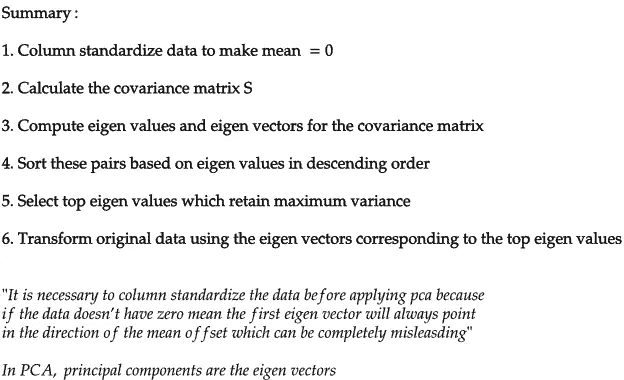 Summary :
1. Column standardize data to make mean = 0
2. Calculate the covariance matrix S
3. Compute eigen values and eigen vectors for the covariance matrix
4. Sort these pairs based on eigen values in descending order
5. Select top eigen values which retain maximum variance
6. Transform original data using the eigen vectors corresponding to the top eigen values
"It is necessary to column standardize the data before applying pca because
if the data doesn't have zero mean the first eigen vector will always point
in the direction of the mean offset which can be completely misleasding"
In PCA, principal components are the eigen vectors